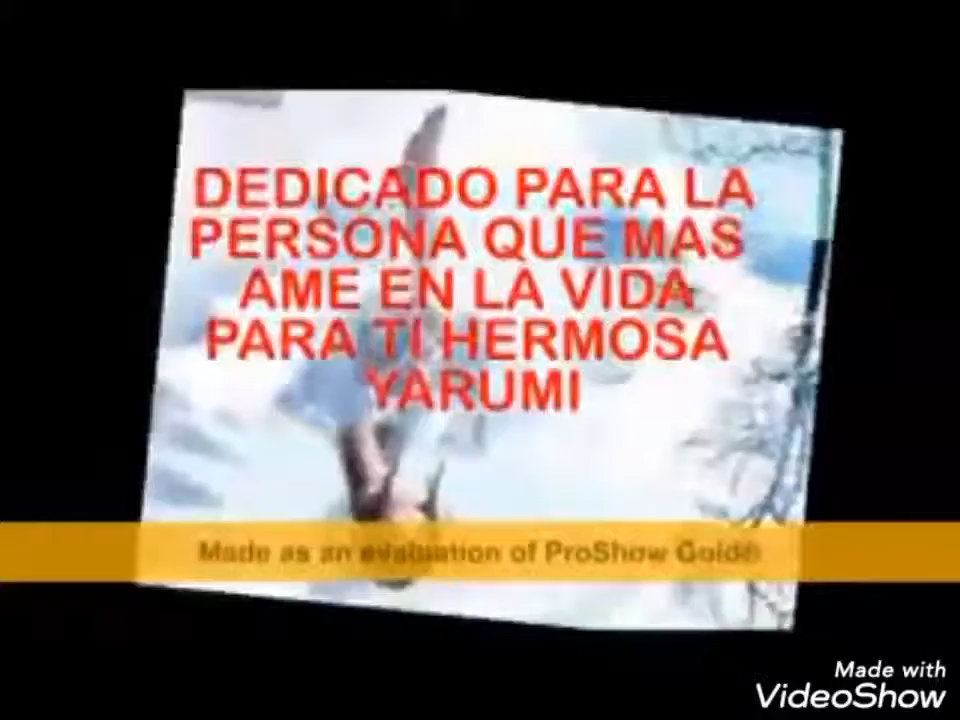 DEDICADO PARA LA
PERSONA QUE MAS
AME EN LA VIDA
PARA TI HERMOSA
YARUMI
Made as an evaluation of ProShow Gold®
Made with
VideoShow